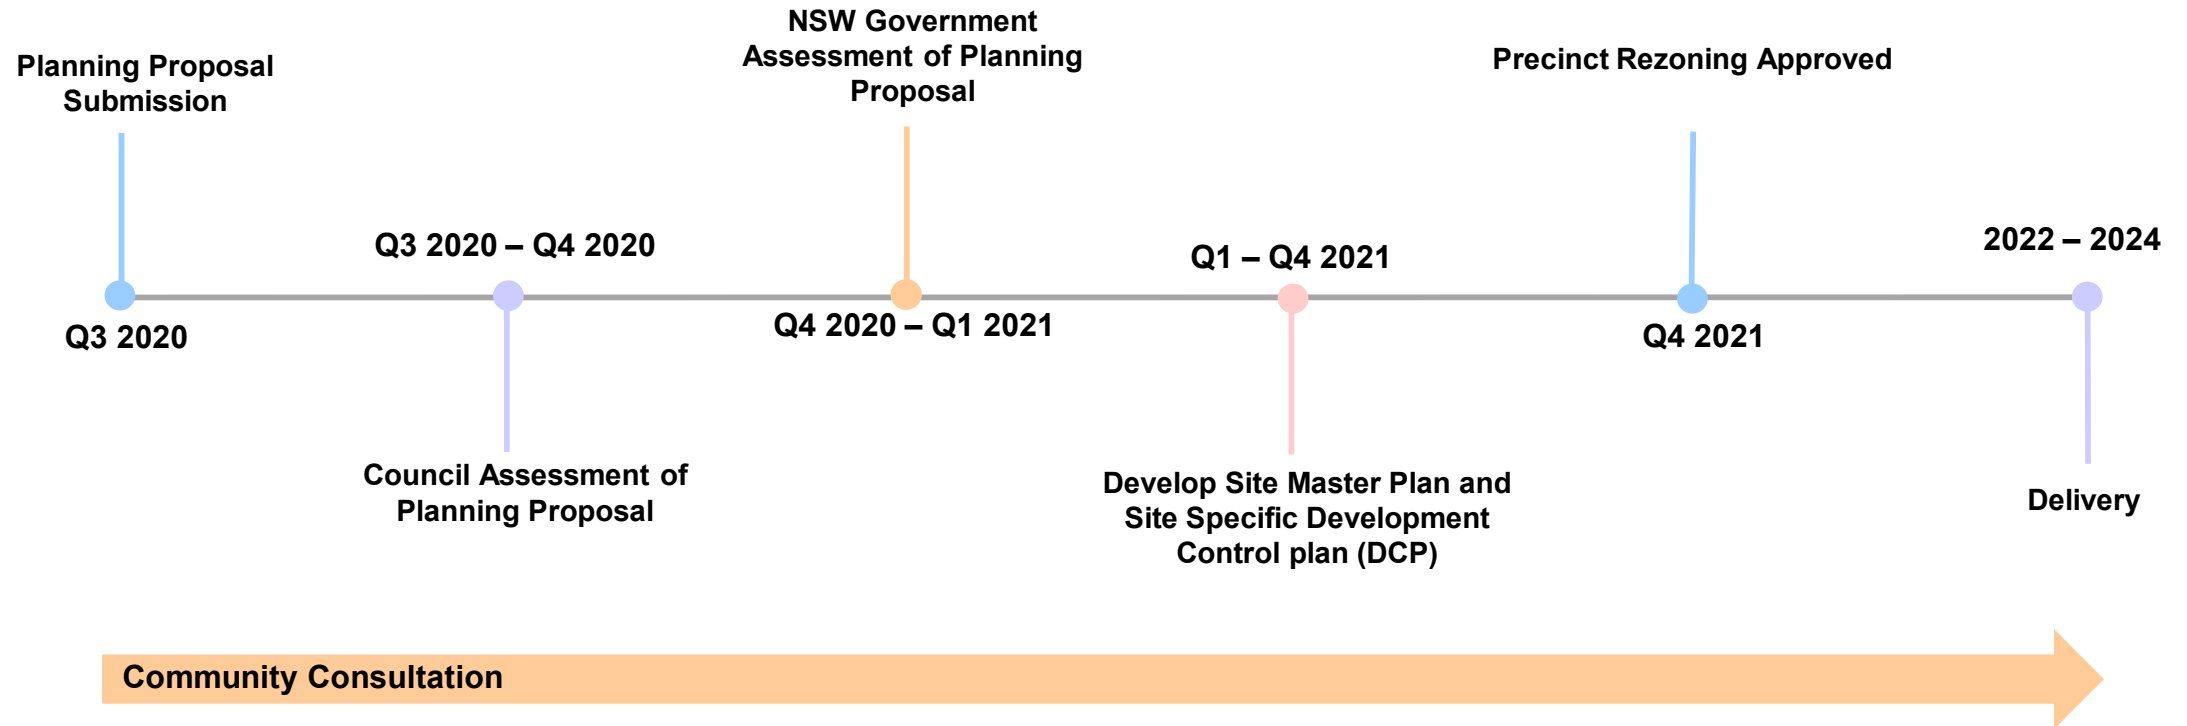 Planning Proposal
Submission
Q3 2020
Q3 2020 – Q4 2020
Council Assessment of
Planning Proposal
NSW Government
Assessment of Planning
Proposal
Q4 2020 – Q1 2021
Q1 – Q4 2021
Develop Site Master Plan and
Site Specific Development
Control plan (DCP)
Precinct Rezoning Approved
Q4 2021
2022 – 2024
Delivery
Community Consultation